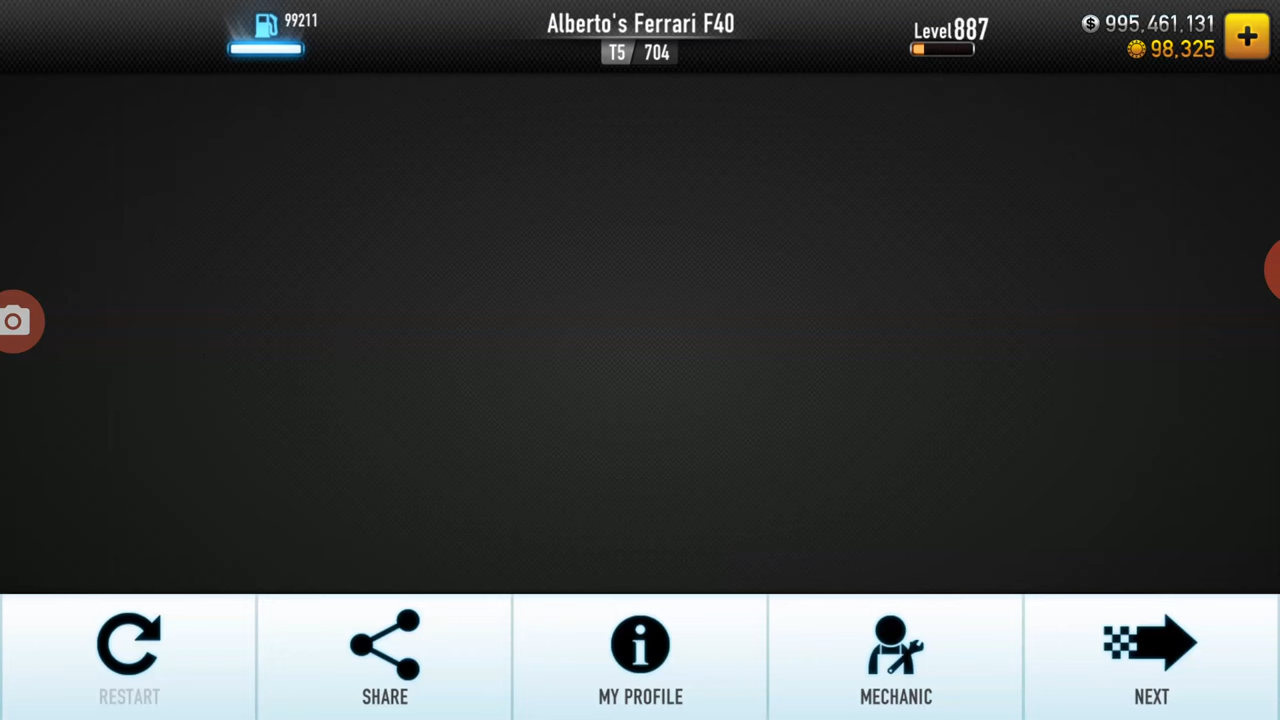 99211
Alberto's Ferrari F40
T5 / 704
Level 887
995,461,131
98,325
RESTART
SHARE
MY PROFILE
MECHANIC
NEXT